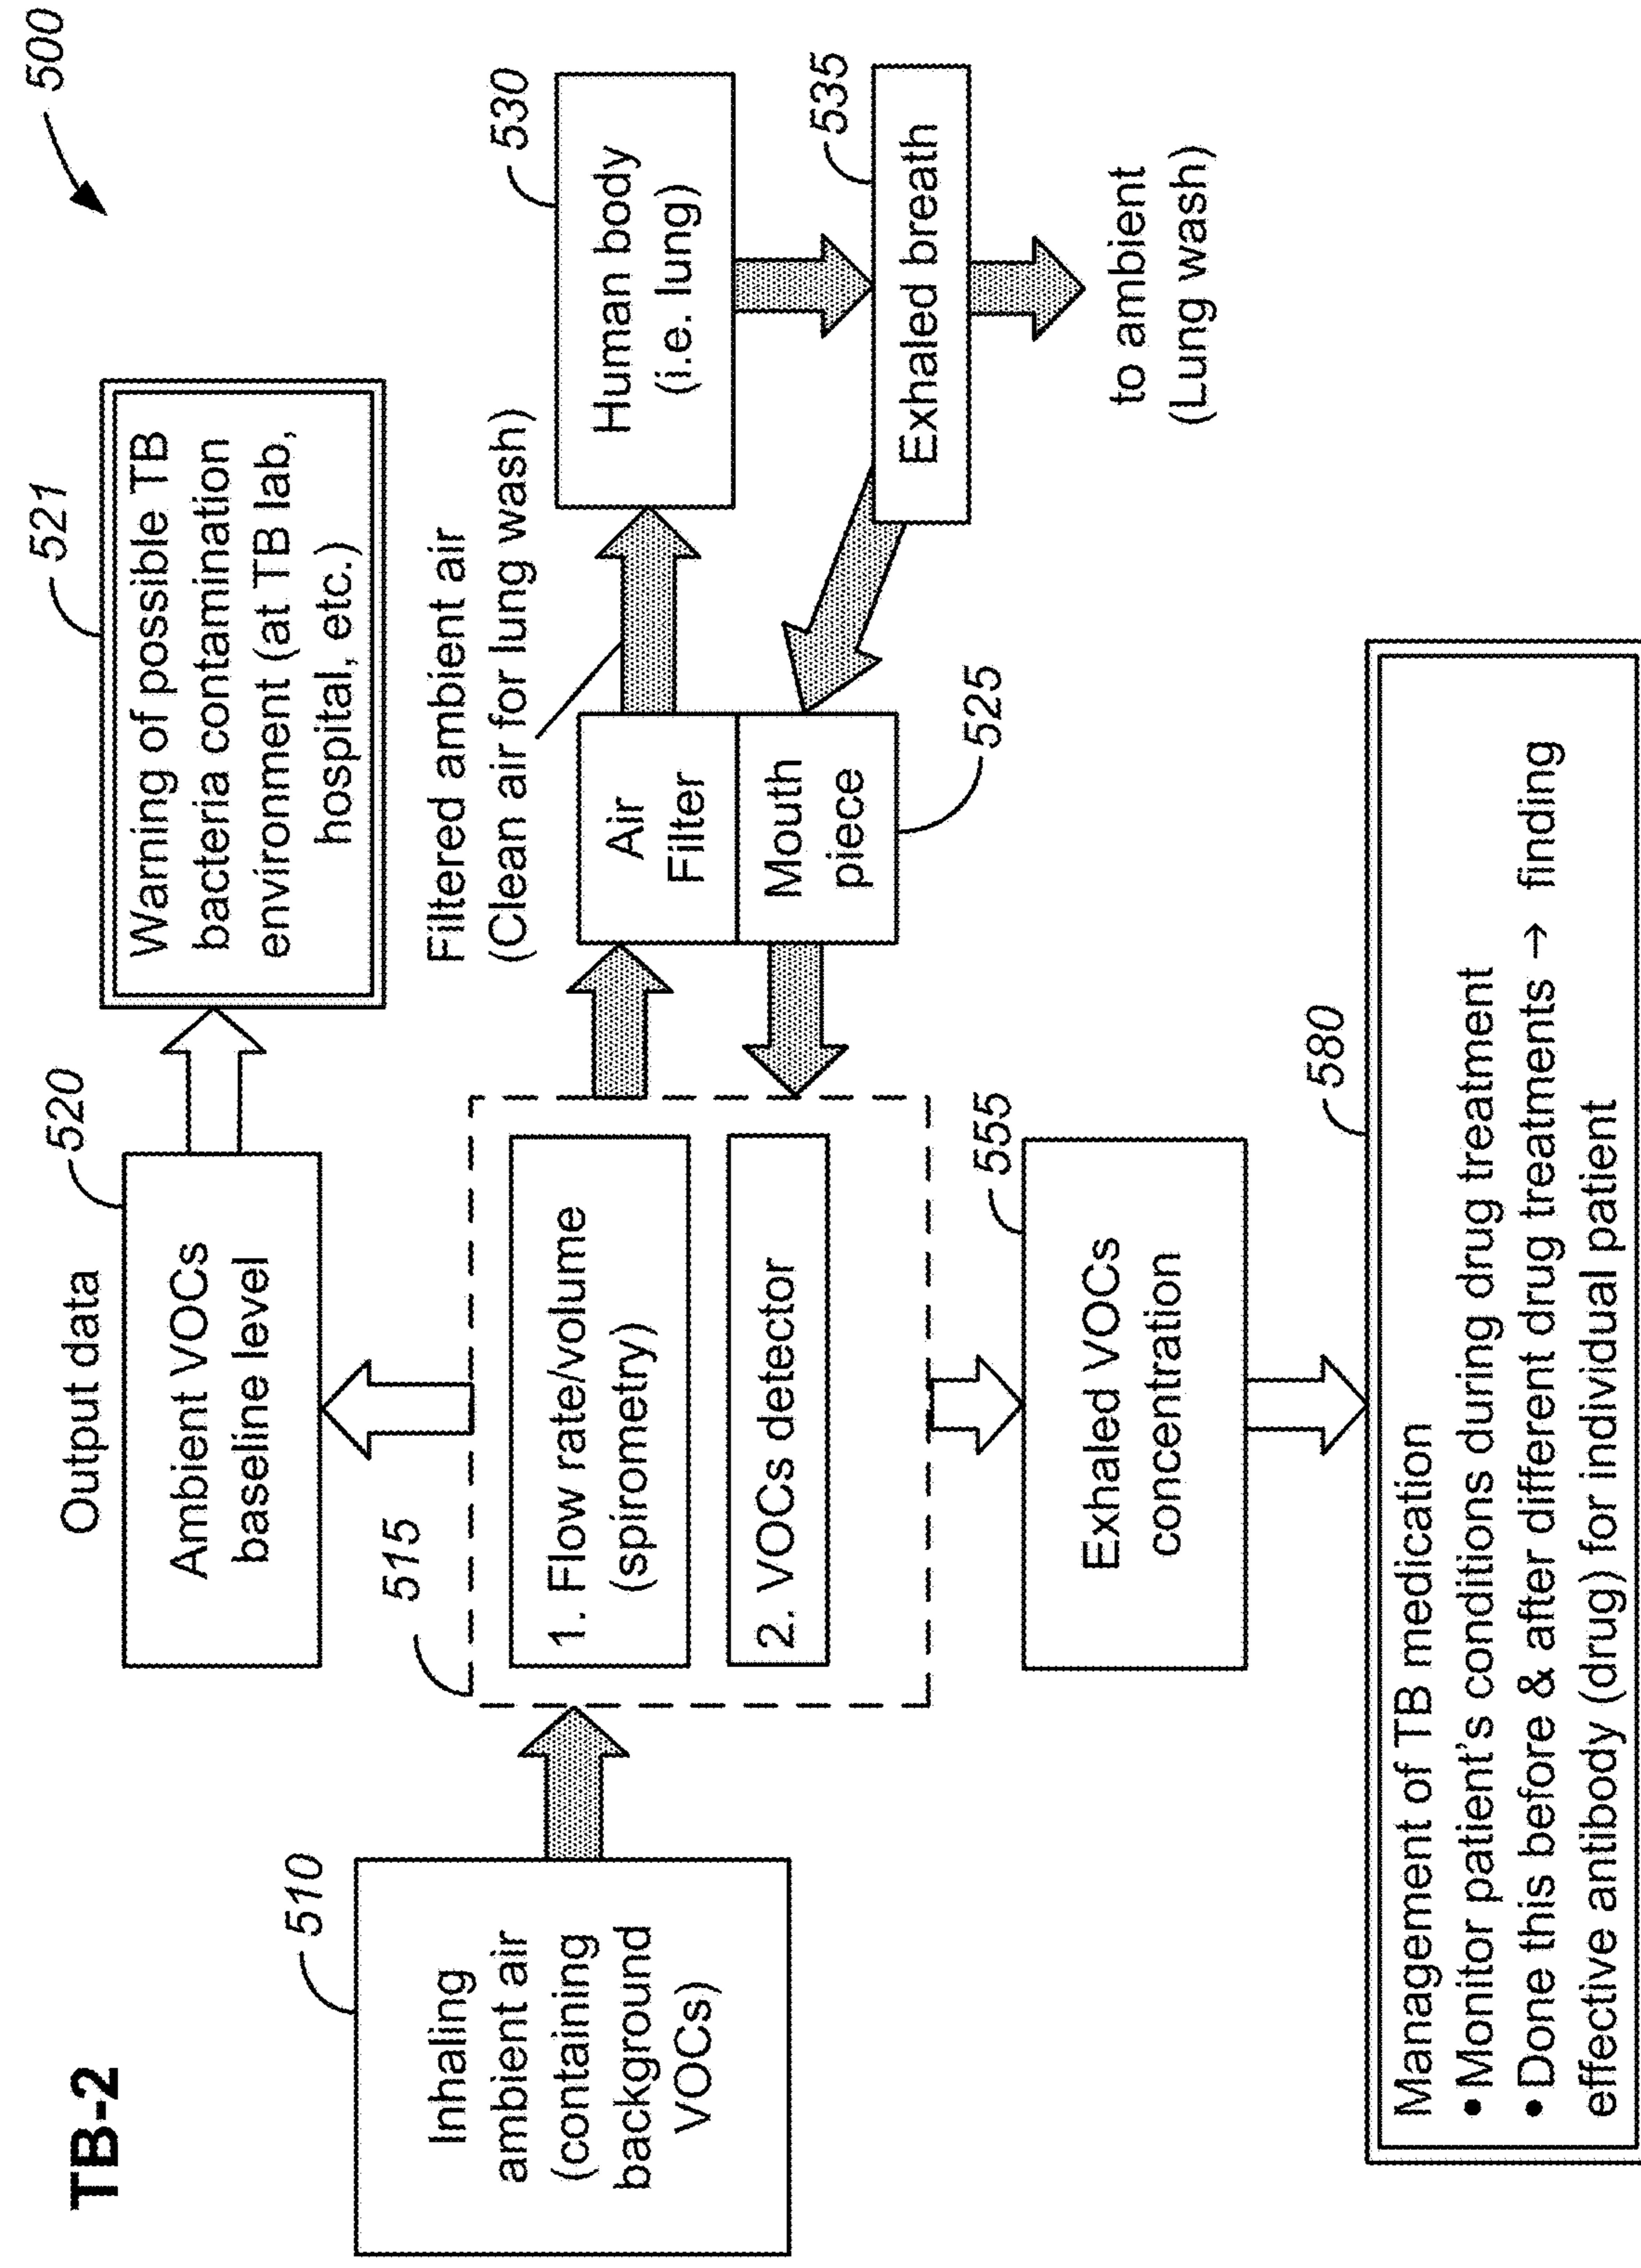 TB-2
500
Output data
520
Ambient VOCs
baseline level
521
Warning of possible TB
bacteria contamination
environment (at TB lab,
hospital, etc.)
510
Inhaling
ambient air
(containing
background
VOCs)
515
1. Flow rate/volume
(spirometry)
2. VOCs detector
Filtered ambient air
(Clean air for lung wash)
Air
Filter
Mouth
piece
525
530
Human body
(i.e. lung)
535
Exhaled breath
to ambient
(Lung wash)
555
Exhaled VOCs
concentration
580
Management of TB medication
• Monitor patient's conditions during drug treatment
• Done this before & after different drug treatments → finding
effective antibody (drug) for individual patient